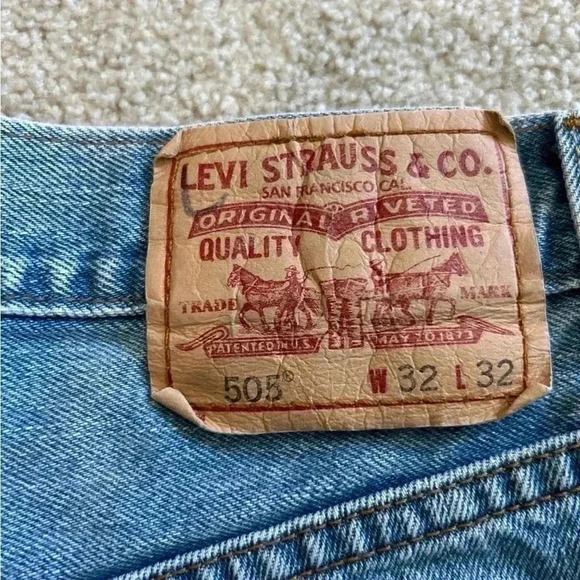 LEVI STRAUSS & CO.
SAN FRANCISCO CAL.
ORIGINAL RIVETED
QUALITY CLOTHING
TRADE MARK
PATENTED IN U.S. MAY 20 1873
505® W 32 L 32